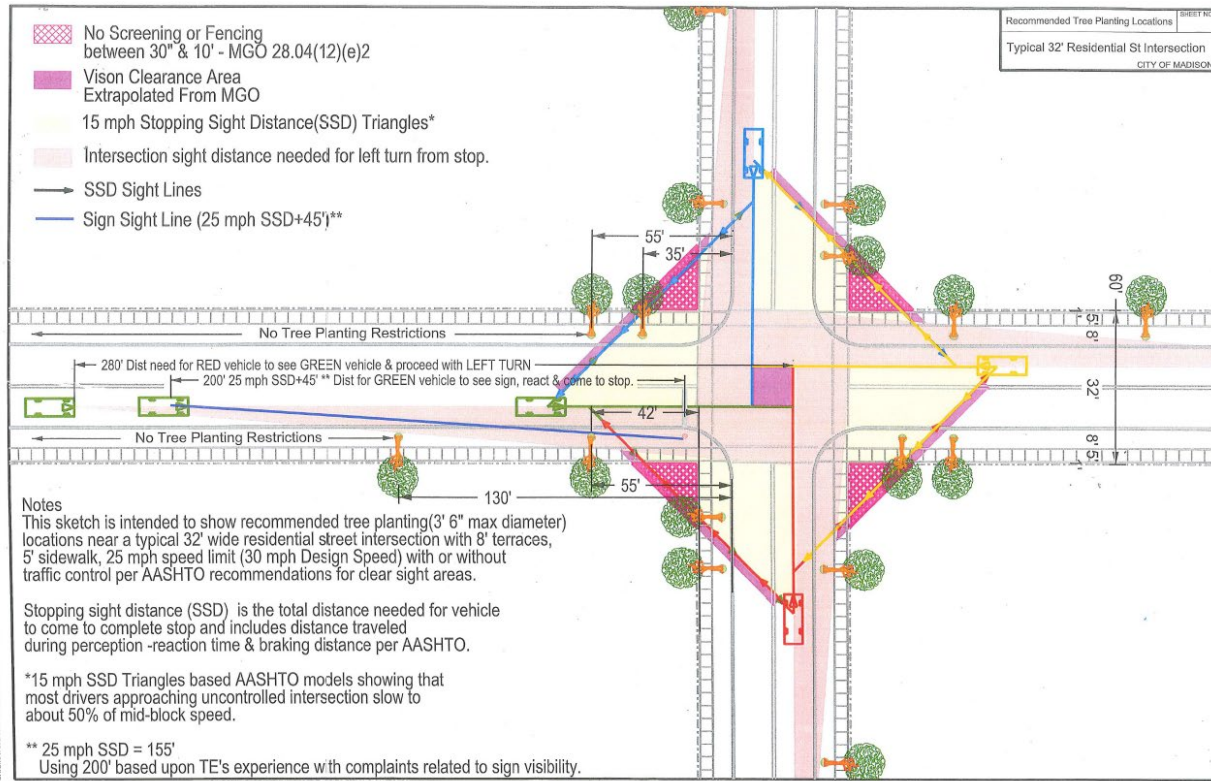 No Screening or Fencing
between 30" & 10' - MGO 28.04(12)(e)2
Vison Clearance Area
Extrapolated From MGO
15 mph Stopping Sight Distance(SSD) Triangles*
Intersection sight distance needed for left turn from stop.
SSD Sight Lines
Sign Sight Line (25 mph SSD+45')**
Recommended Tree Planting Locations
SHEET NO
Typical 32' Residential St Intersection
CITY OF MADISON
55'
35'
60'
No Tree Planting Restrictions
5'
8'
280' Dist need for RED vehicle to see GREEN vehicle & proceed with LEFT TURN
200' 25 mph SSD+45' ** Dist for GREEN vehicle to see sign, react & come to stop.
32'
42'
No Tree Planting Restrictions
8'
5'
55'
130'
Notes
This sketch is intended to show recommended tree planting(3' 6" max diameter)
locations near a typical 32' wide residential street intersection with 8' terraces,
5' sidewalk, 25 mph speed limit (30 mph Design Speed) with or without
traffic control per AASHTO recommendations for clear sight areas.
Stopping sight distance (SSD) is the total distance needed for vehicle
to come to complete stop and includes distance traveled
during perception -reaction time & braking distance per AASHTO.
*15 mph SSD Triangles based AASHTO models showing that
most drivers approaching uncontrolled intersection slow to
about 50% of mid-block speed.
** 25 mph SSD = 155'
Using 200' based upon TE's experience with complaints related to sign visibility.